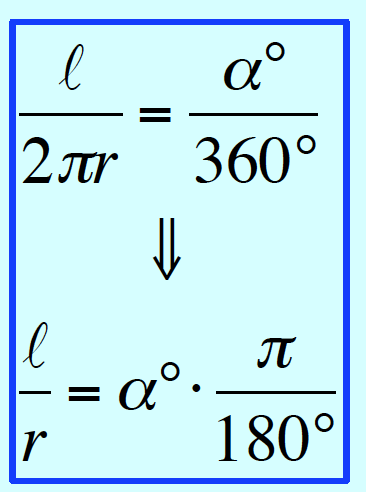 ℓ/2πr = α°/360°
⇓
ℓ/r = α° · π/180°